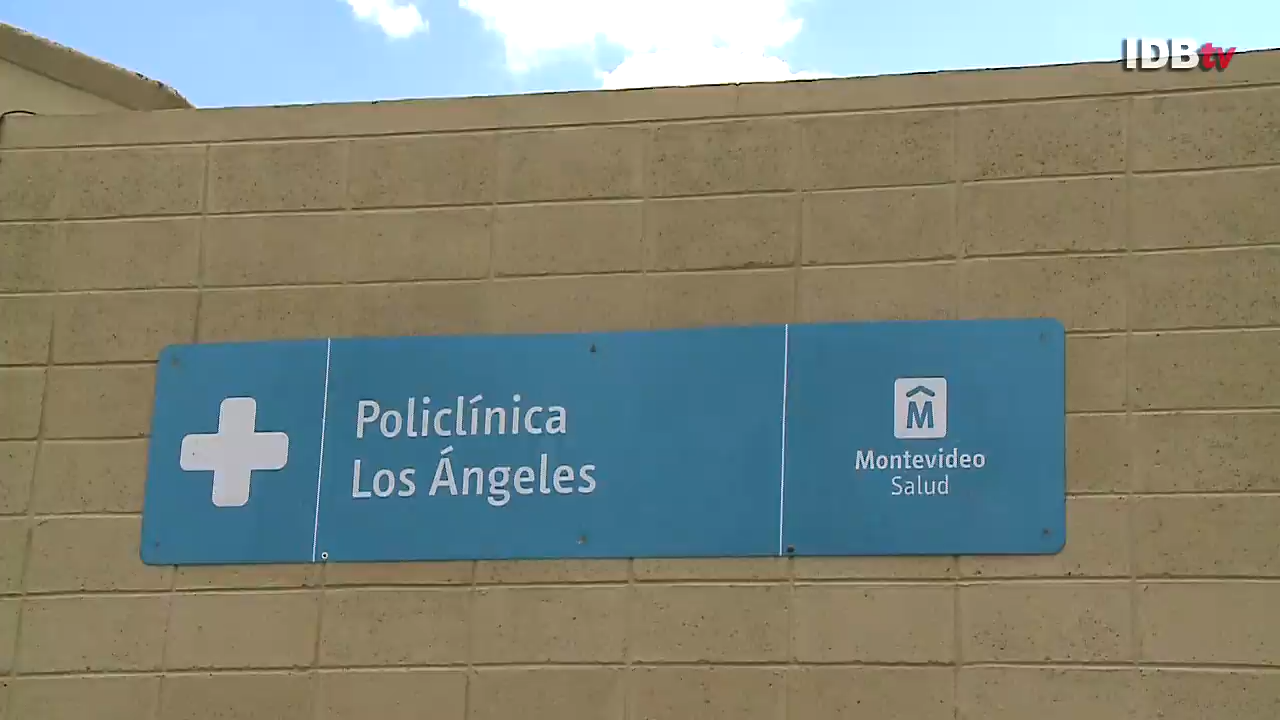 IDBtv
Policlínica
Los Ángeles
M
Montevideo
Salud